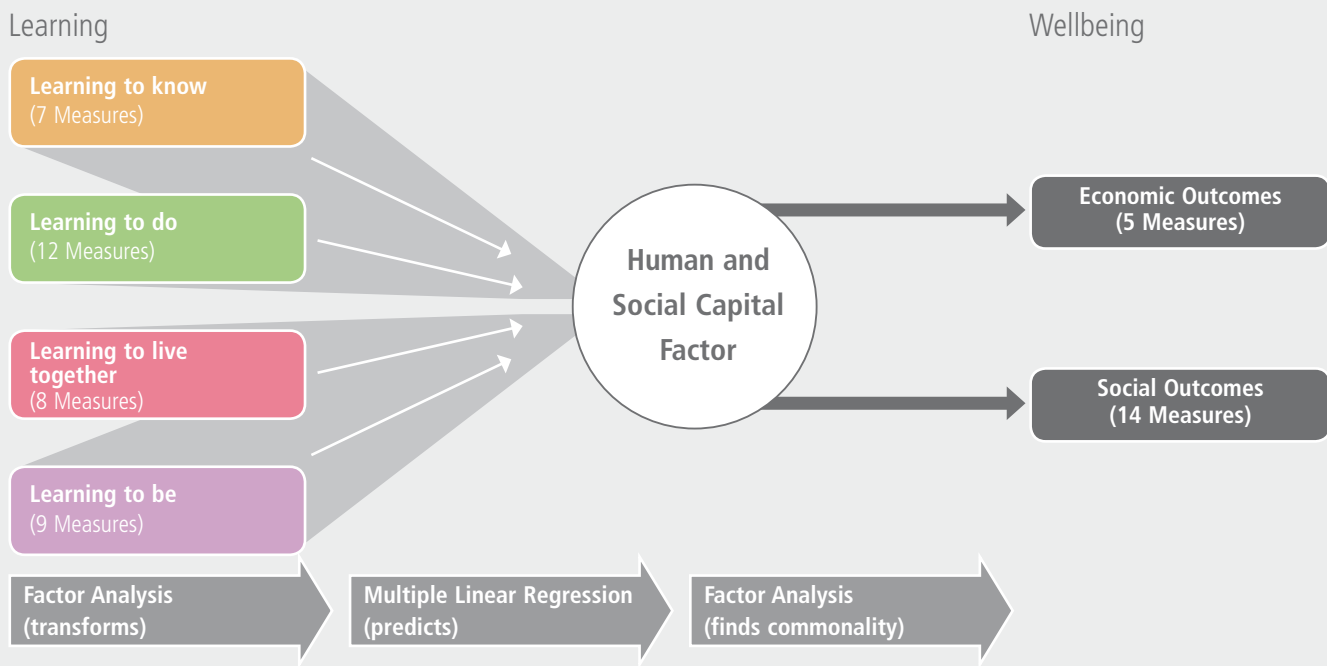 Learning
Wellbeing
Learning to know
(7 Measures)
Learning to do
(12 Measures)
Learning to live
together
(8 Measures)
Learning to be
(9 Measures)
Human and
Social Capital
Factor
Economic Outcomes
(5 Measures)
Social Outcomes
(14 Measures)
Factor Analysis
(transforms)
Multiple Linear Regression
(predicts)
Factor Analysis
(finds commonality)